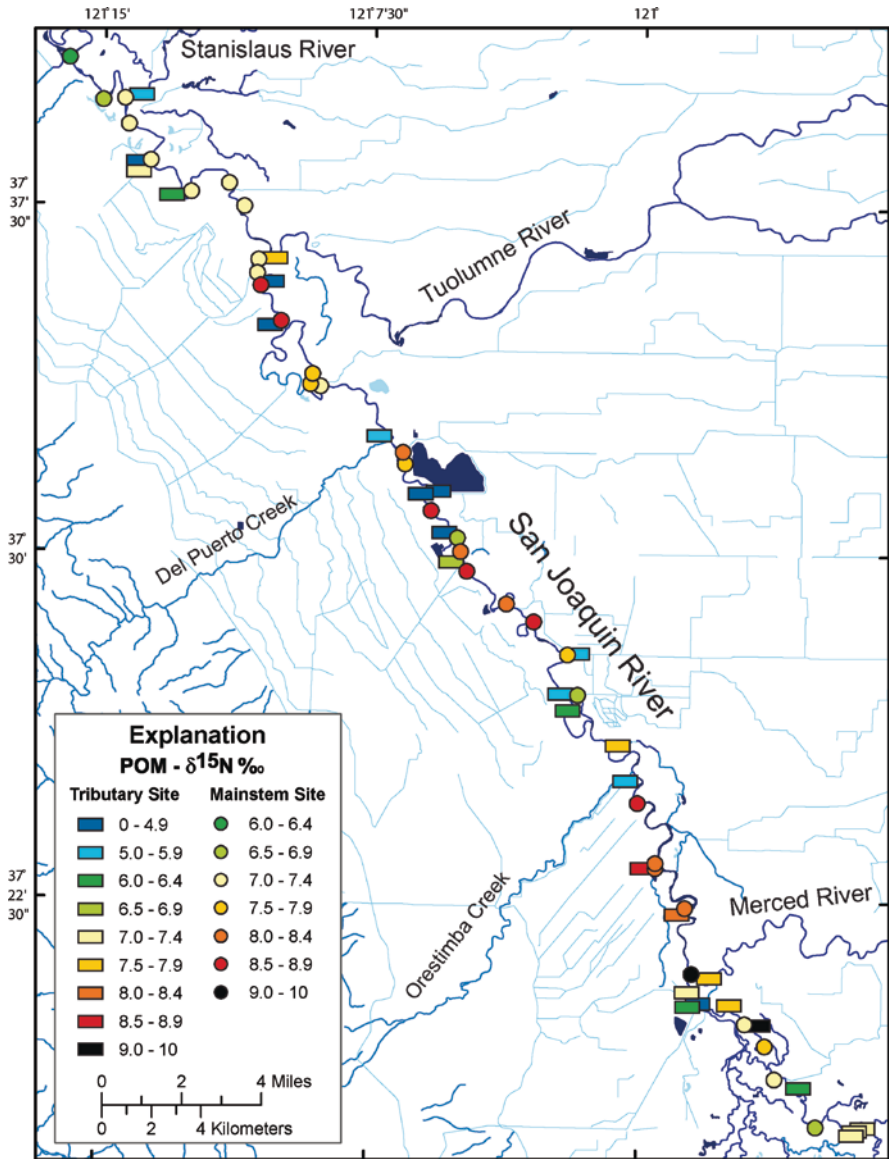 121°15' 121°7'30" 121°
Stanislaus River
37°
37'
30"
Tuolumne River
37°
30'
Del Puerto Creek
San Joaquin River
Explanation
POM - δ15N ‰
Tributary Site Mainstem Site
0 - 4.9 6.0 - 6.4
5.0 - 5.9 6.5 - 6.9
6.0 - 6.4 7.0 - 7.4
6.5 - 6.9 7.5 - 7.9
7.0 - 7.4 8.0 - 8.4
7.5 - 7.9 8.5 - 8.9
8.0 - 8.4 9.0 - 10
8.5 - 8.9
9.0 - 10
0 2 4 Miles
0 2 4 Kilometers
37°
22'
30"
Orestimba Creek
Merced River